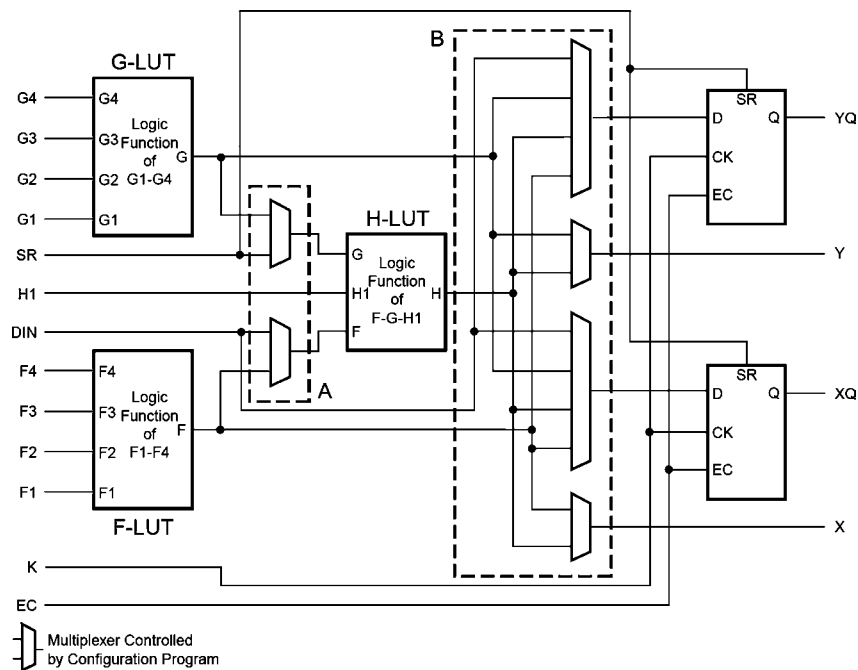 B
G-LUT
G4
G4
G3
G3
G2
G2
G1
G1
Logic
Function
of
G1-G4
G
SR
H1
DIN
H-LUT
G
H1
F
Logic
Function
of
F-G-H1
H
A
F4
F4
F3
F3
F2
F2
F1
F1
Logic
Function
of
F1-F4
F
F-LUT
SR
D
Q
YQ
CK
EC
Y
SR
D
Q
XQ
CK
EC
X
K
EC
Multiplexer Controlled
by Configuration Program